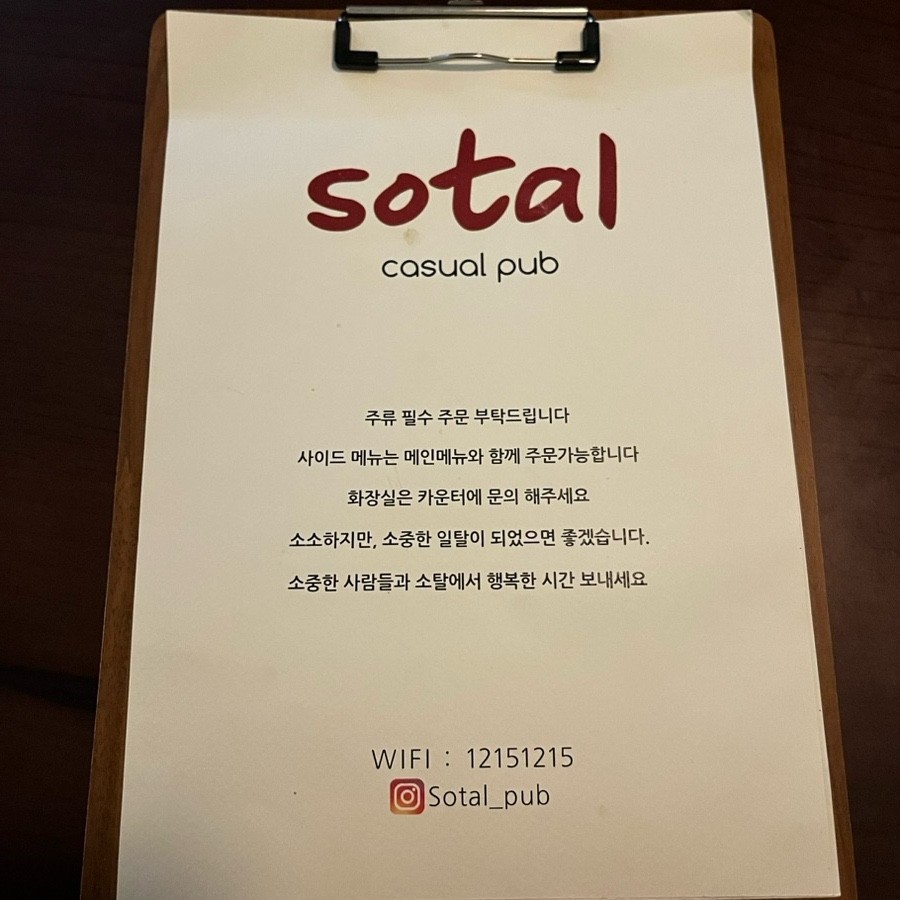 sotal
casual pub
주류 필수 주문 부탁드립니다
사이드 메뉴는 메인메뉴와 함께 주문가능합니다
화장실은 카운터에 문의 해주세요
소소하지만, 소중한 일탈이 되었으면 좋겠습니다.
소중한 사람들과 소탈에서 행복한 시간 보내세요
WIFI : 12151215
Sotal_pub